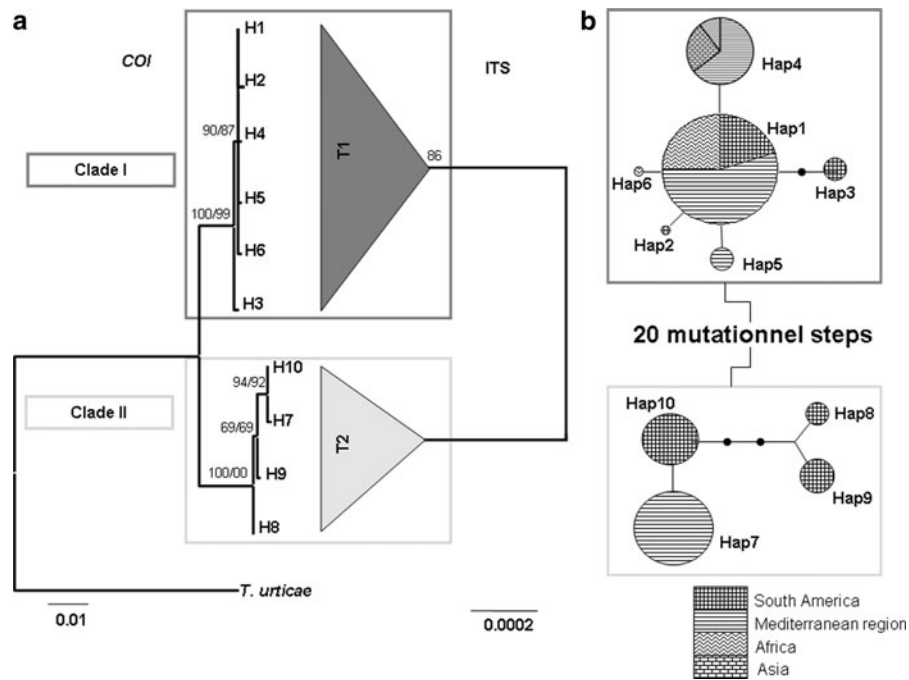 a
COI
ITS
H1
H2
90/87
H4
T1
86
Clade I
H5
100/99
H6
H3
H10
94/92
Clade II
H7
69/69
T2
H9
100/00
H8
T. urticae
0.01
0.0002
b
Hap4
Hap1
Hap6
Hap3
Hap2
Hap5
20 mutationnel steps
Hap10
Hap8
Hap9
Hap7
South America
Mediterranean region
Africa
Asia